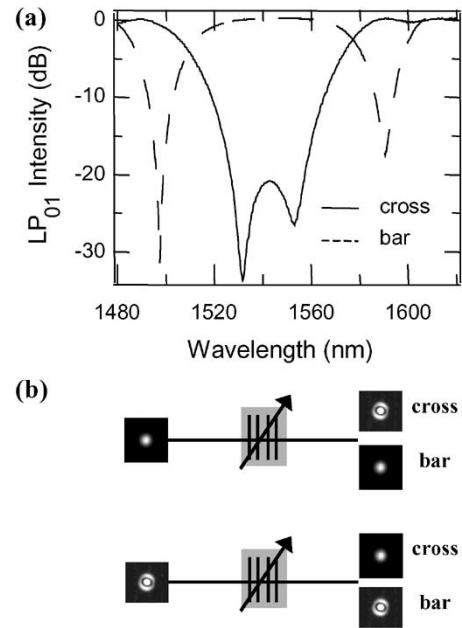 (a)
0
-10
-20
-30
LP01 Intensity (dB)
cross
bar
1480
1520
1560
1600
Wavelength (nm)
(b)
cross
bar
cross
bar